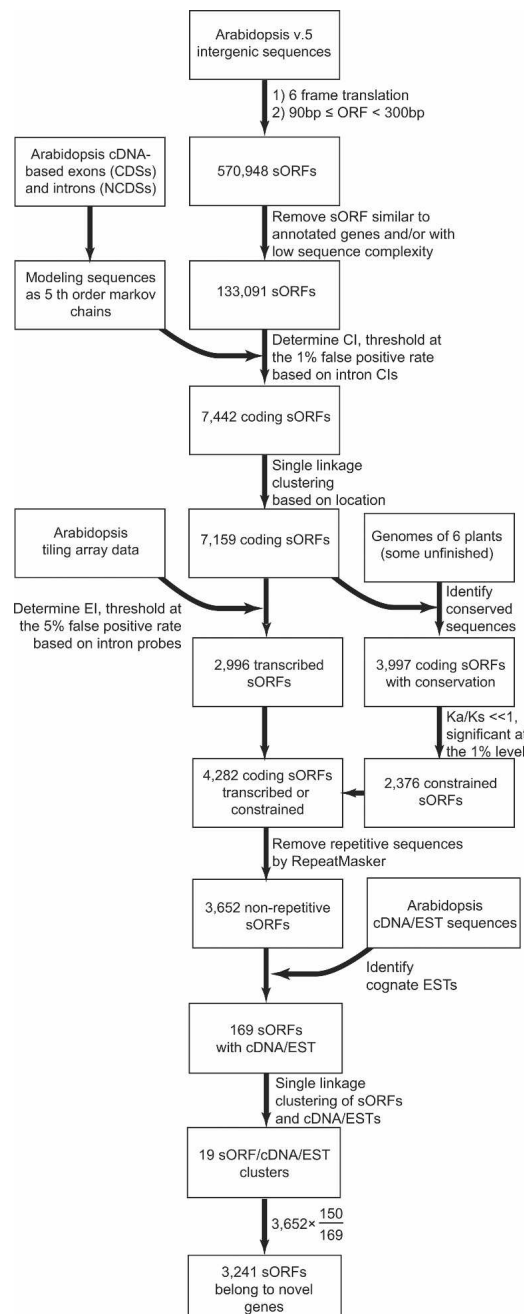 Arabidopsis v.5
intergenic sequences
1) 6 frame translation
2) 90bp ≤ ORF < 300bp
Arabidopsis cDNA-
based exons (CDSs)
and introns (NCDSs)
570,948 sORFs
Remove sORF similar to
annotated genes and/or with
low sequence complexity
Modeling sequences
as 5 th order markov
chains
133,091 sORFs
Determine CI, threshold at
the 1% false positive rate
based on intron CIs
7,442 coding sORFs
Single linkage
clustering
based on location
Arabidopsis
tiling array data
7,159 coding sORFs
Genomes of 6 plants
(some unfinished)
Determine EI, threshold at
the 5% false positive rate
based on intron probes
Identify
conserved
sequences
2,996 transcribed
sORFs
3,997 coding sORFs
with conservation
Ka/Ks <<1,
significant at
the 1% level
4,282 coding sORFs
transcribed or
constrained
2,376 constrained
sORFs
Remove repetitive sequences
by RepeatMasker
3,652 non-repetitive
sORFs
Arabidopsis
cDNA/EST sequences
Identify
cognate ESTs
169 sORFs
with cDNA/EST
Single linkage
clustering of sORFs
and cDNA/ESTs
19 sORF/cDNA/EST
clusters
3,652× 150
169
3,241 sORFs
belong to novel
genes